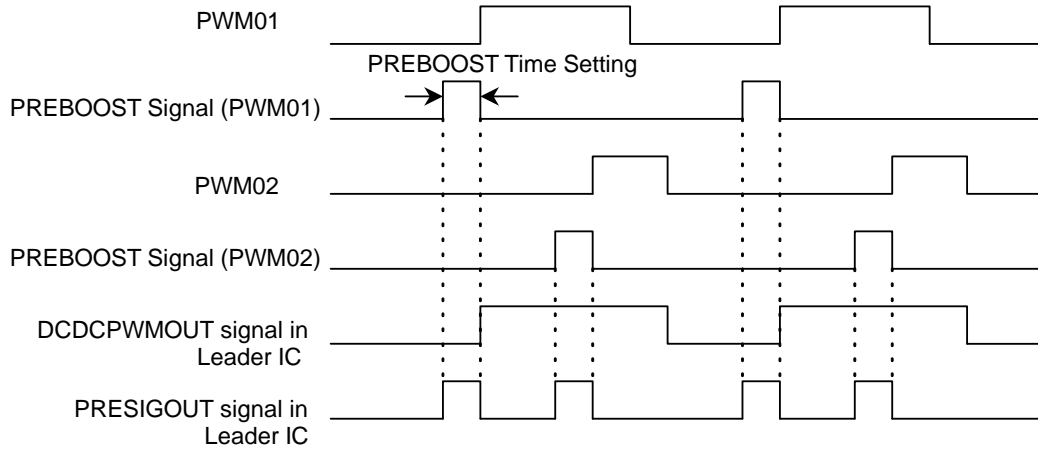 PWM01
PREBOOST Time Setting
PREBOOST Signal (PWM01)
PWM02
PREBOOST Signal (PWM02)
DCDCPWMOUT signal in
Leader IC
PRESIGOUT signal in
Leader IC